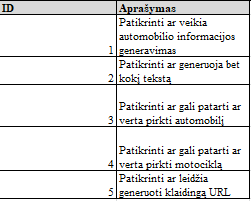 ID Aprašymas
Patikrinti ar veikia
automobilio informacijos
1 generavimas
Patikrinti ar generuoja bet
2 kokį tekstą
Patikrinti ar gali patarti ar
3 verta pirkti automobilį
Patikrinti ar gali patarti ar
4 verta pirkti motociklą
Patikrinti ar leidžia
5 generuoti klaidingą URL